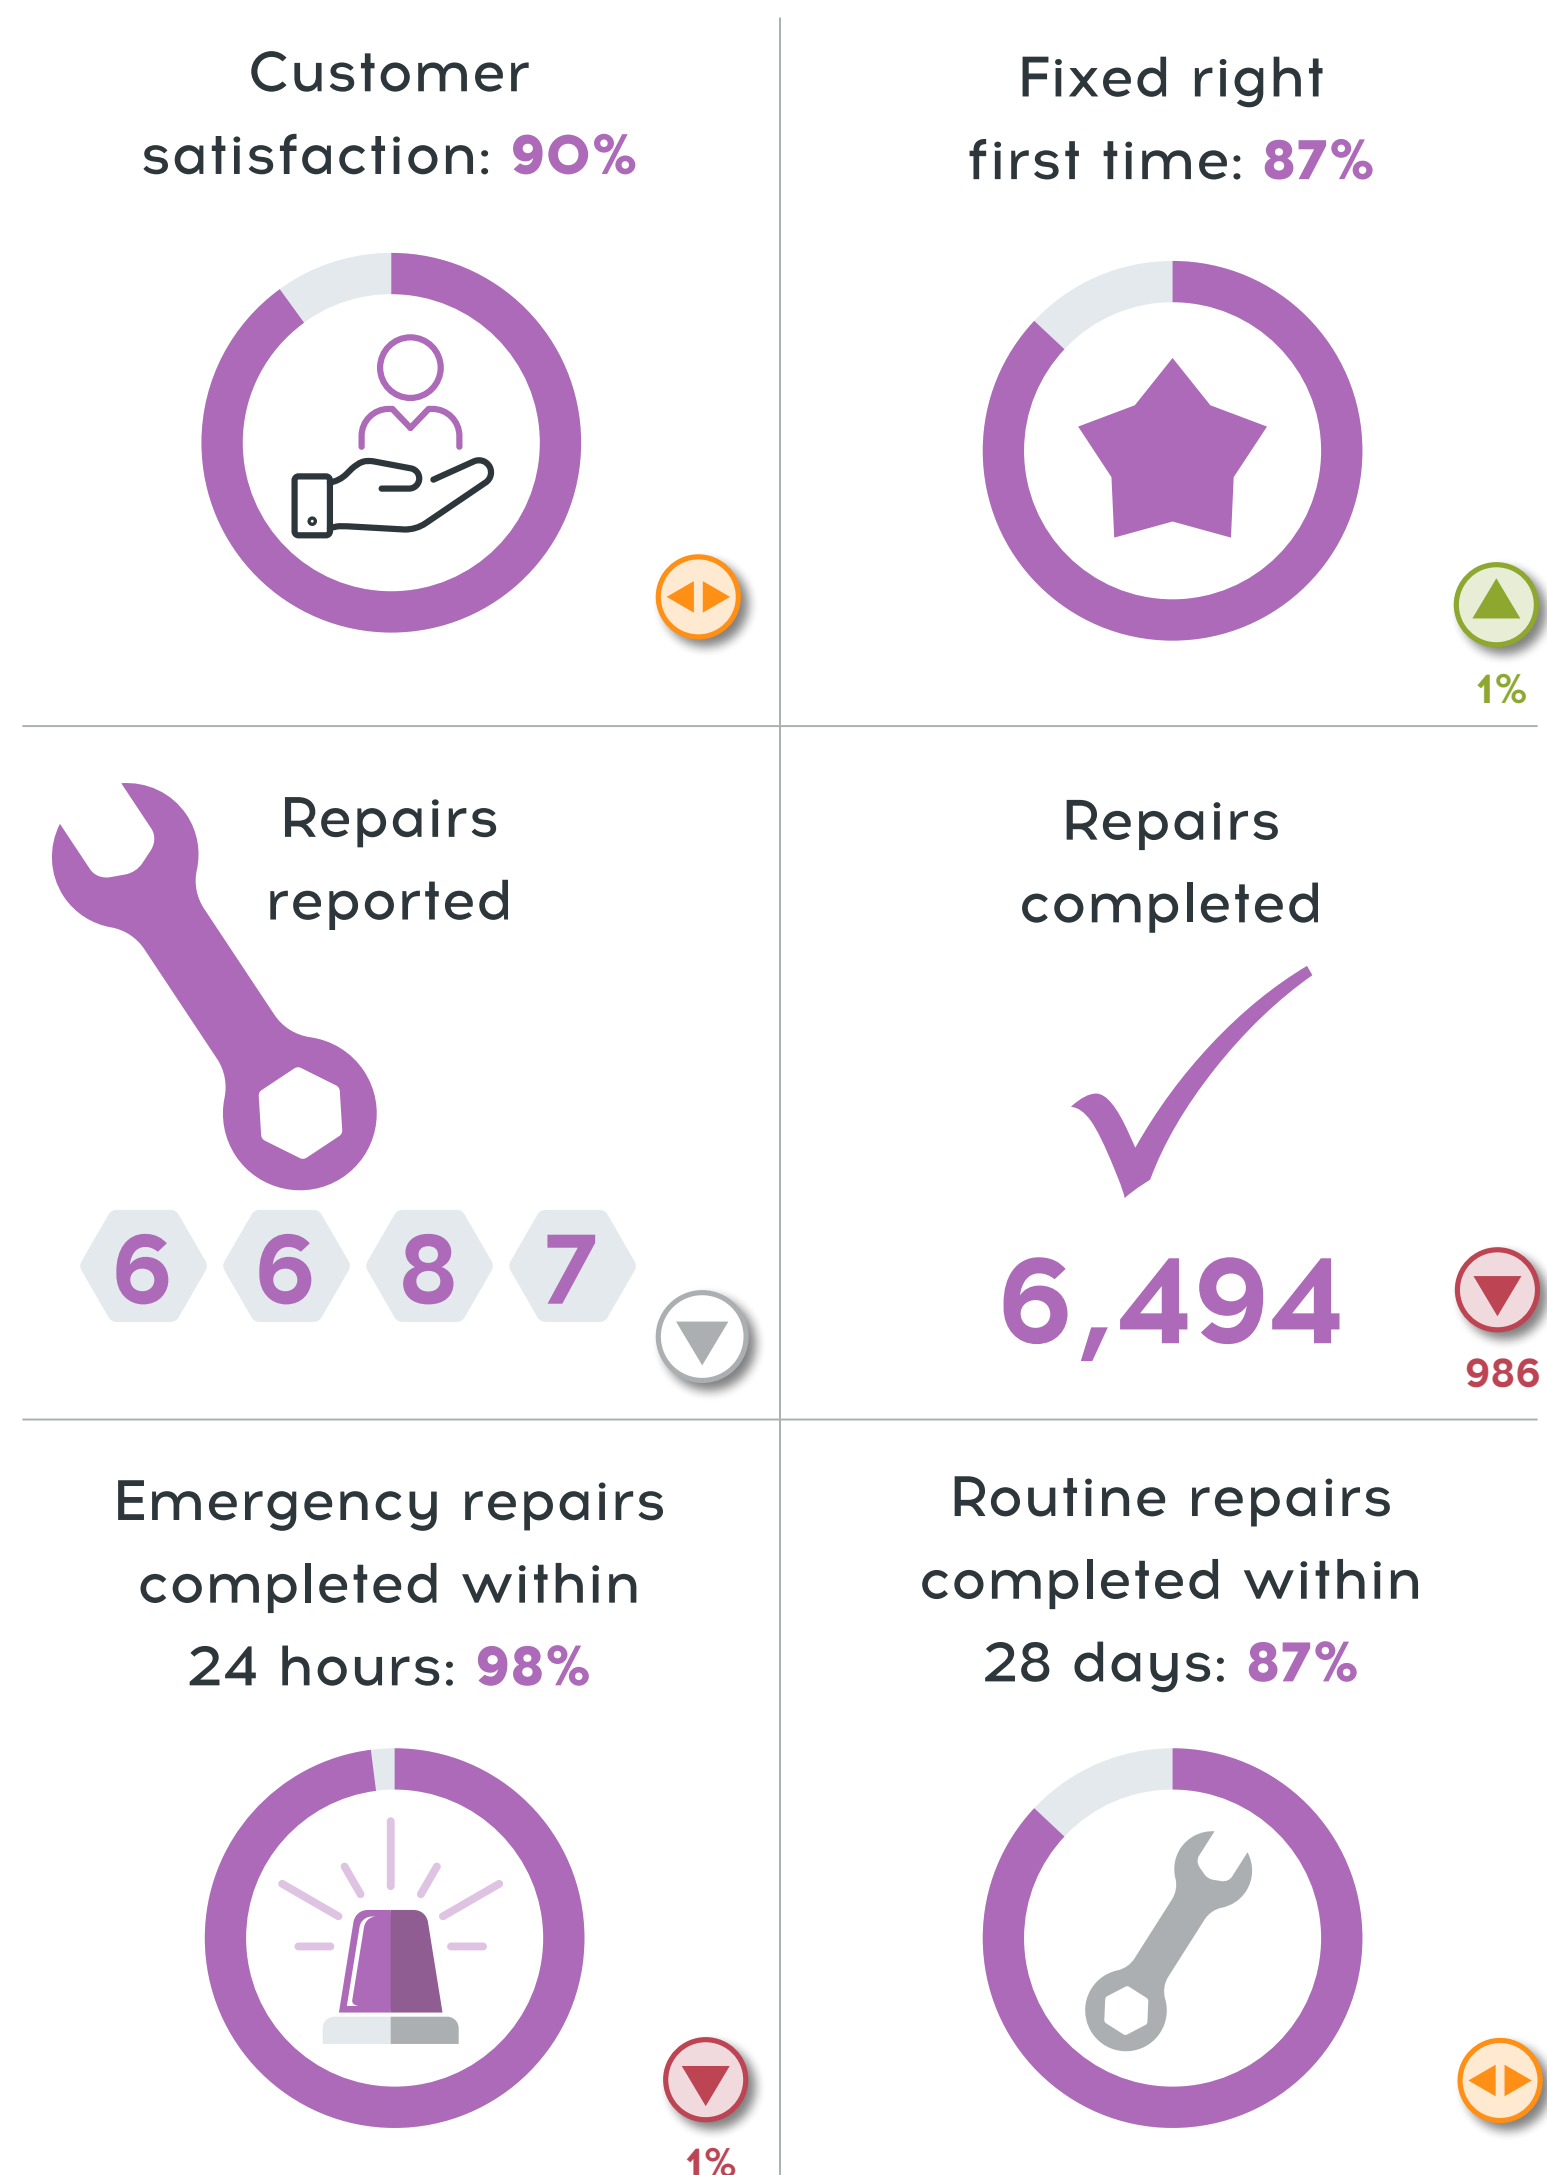 Customer
satisfaction: 90%
Fixed right
first time: 87%
1%
Repairs
reported
6 6 8 7
Repairs
completed
6,494
986
Emergency repairs
completed within
24 hours: 98%
1%
Routine repairs
completed within
28 days: 87%